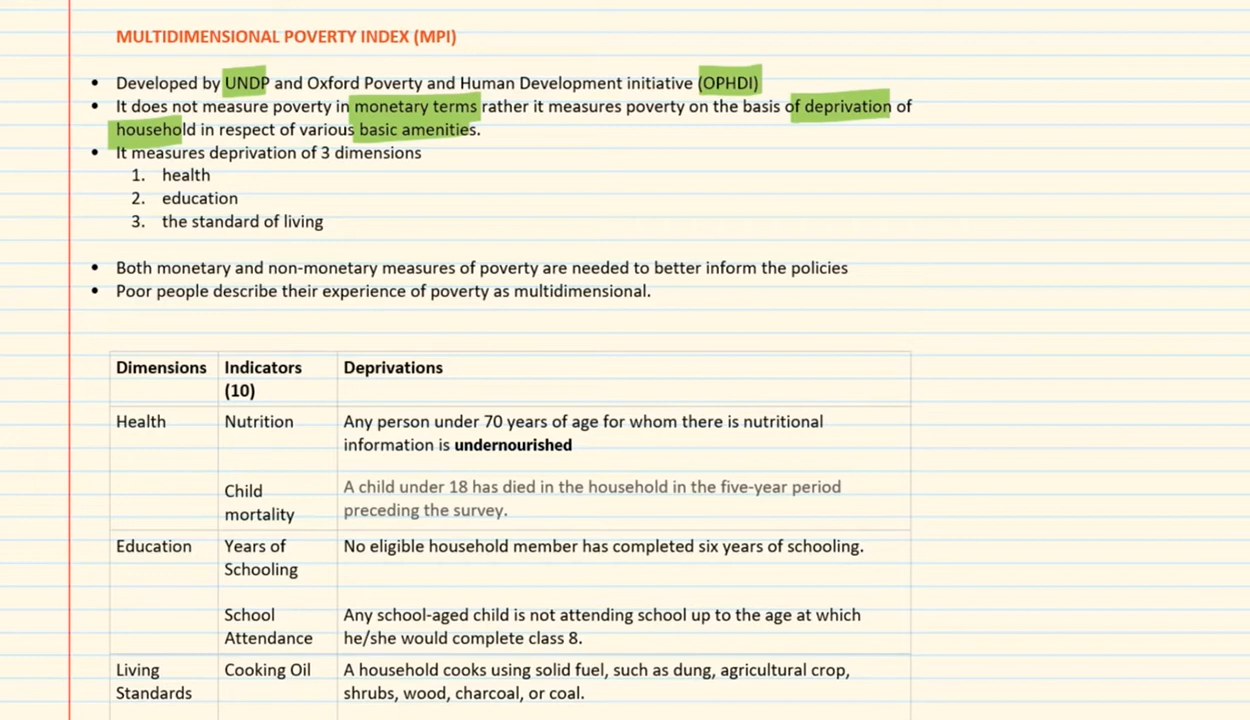 MULTIDIMENSIONAL POVERTY INDEX (MPI)
• Developed by UNDP and Oxford Poverty and Human Development initiative (OPHDI)
• It does not measure poverty in monetary terms rather it measures poverty on the basis of deprivation of
household in respect of various basic amenities.
• It measures deprivation of 3 dimensions
1. health
2. education
3. the standard of living
• Both monetary and non-monetary measures of poverty are needed to better inform the policies
• Poor people describe their experience of poverty as multidimensional.
Dimensions Indicators Deprivations
(10)
Health Nutrition Any person under 70 years of age for whom there is nutritional
information is undernourished
Child A child under 18 has died in the household in the five-year period
mortality preceding the survey.
Education Years of No eligible household member has completed six years of schooling.
Schooling
School Any school-aged child is not attending school up to the age at which
Attendance he/she would complete class 8.
Living Cooking Oil A household cooks using solid fuel, such as dung, agricultural crop,
Standards shrubs, wood, charcoal, or coal.